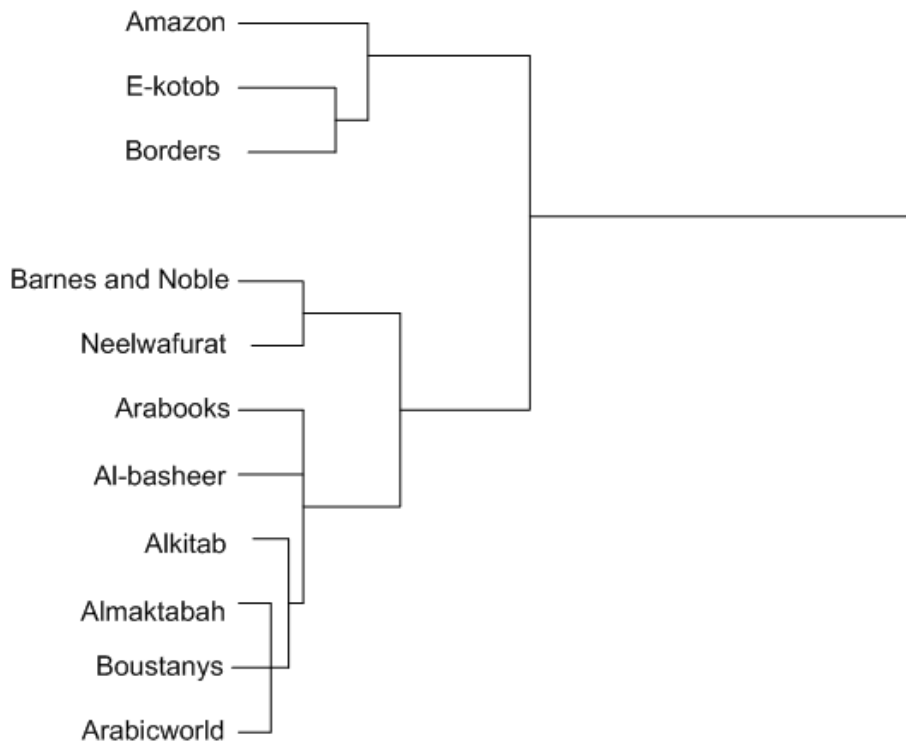 Amazon
E-kotob
Borders
Barnes and Noble
Neelwafurat
Arabooks
Al-basheer
Alkitab
Almaktabah
Boustanys
Arabicworld